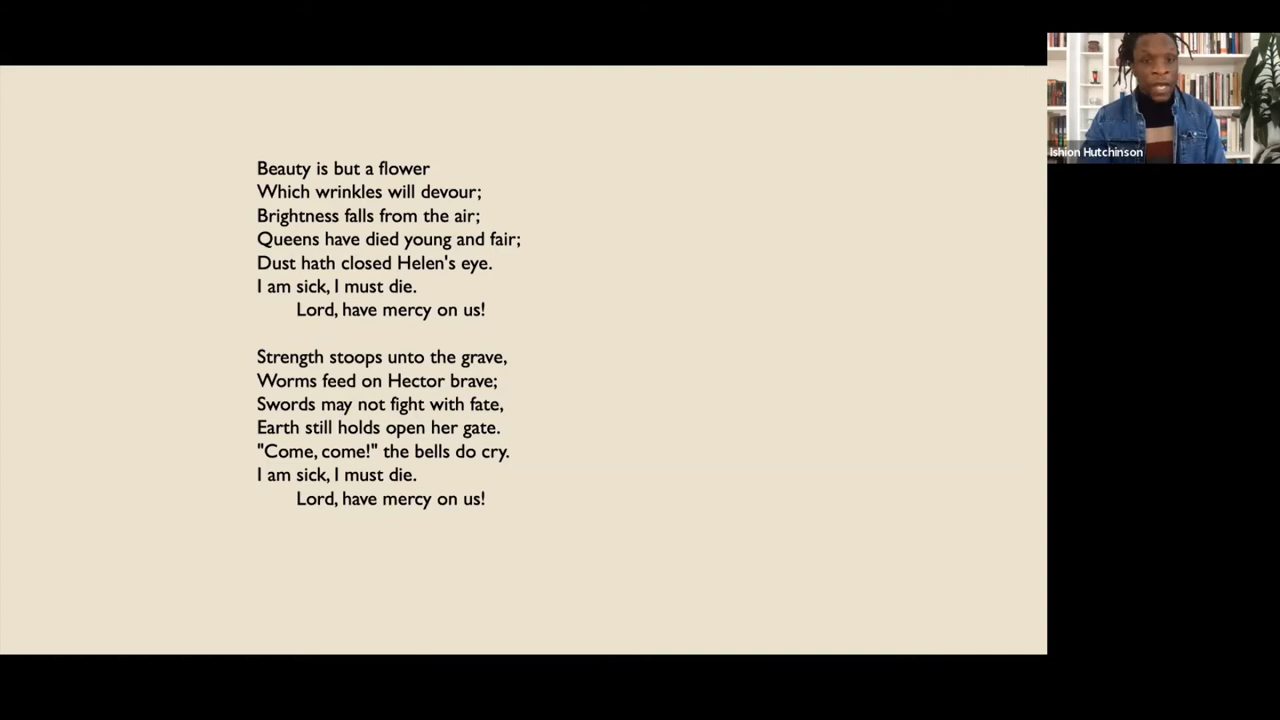 Beauty is but a flower
Which wrinkles will devour;
Brightness falls from the air;
Queens have died young and fair;
Dust hath closed Helen's eye.
I am sick, I must die.
Lord, have mercy on us!
Strength stoops unto the grave,
Worms feed on Hector brave;
Swords may not fight with fate,
Earth still holds open her gate.
"Come, come!" the bells do cry.
I am sick, I must die.
Lord, have mercy on us!
Ishion Hutchinson